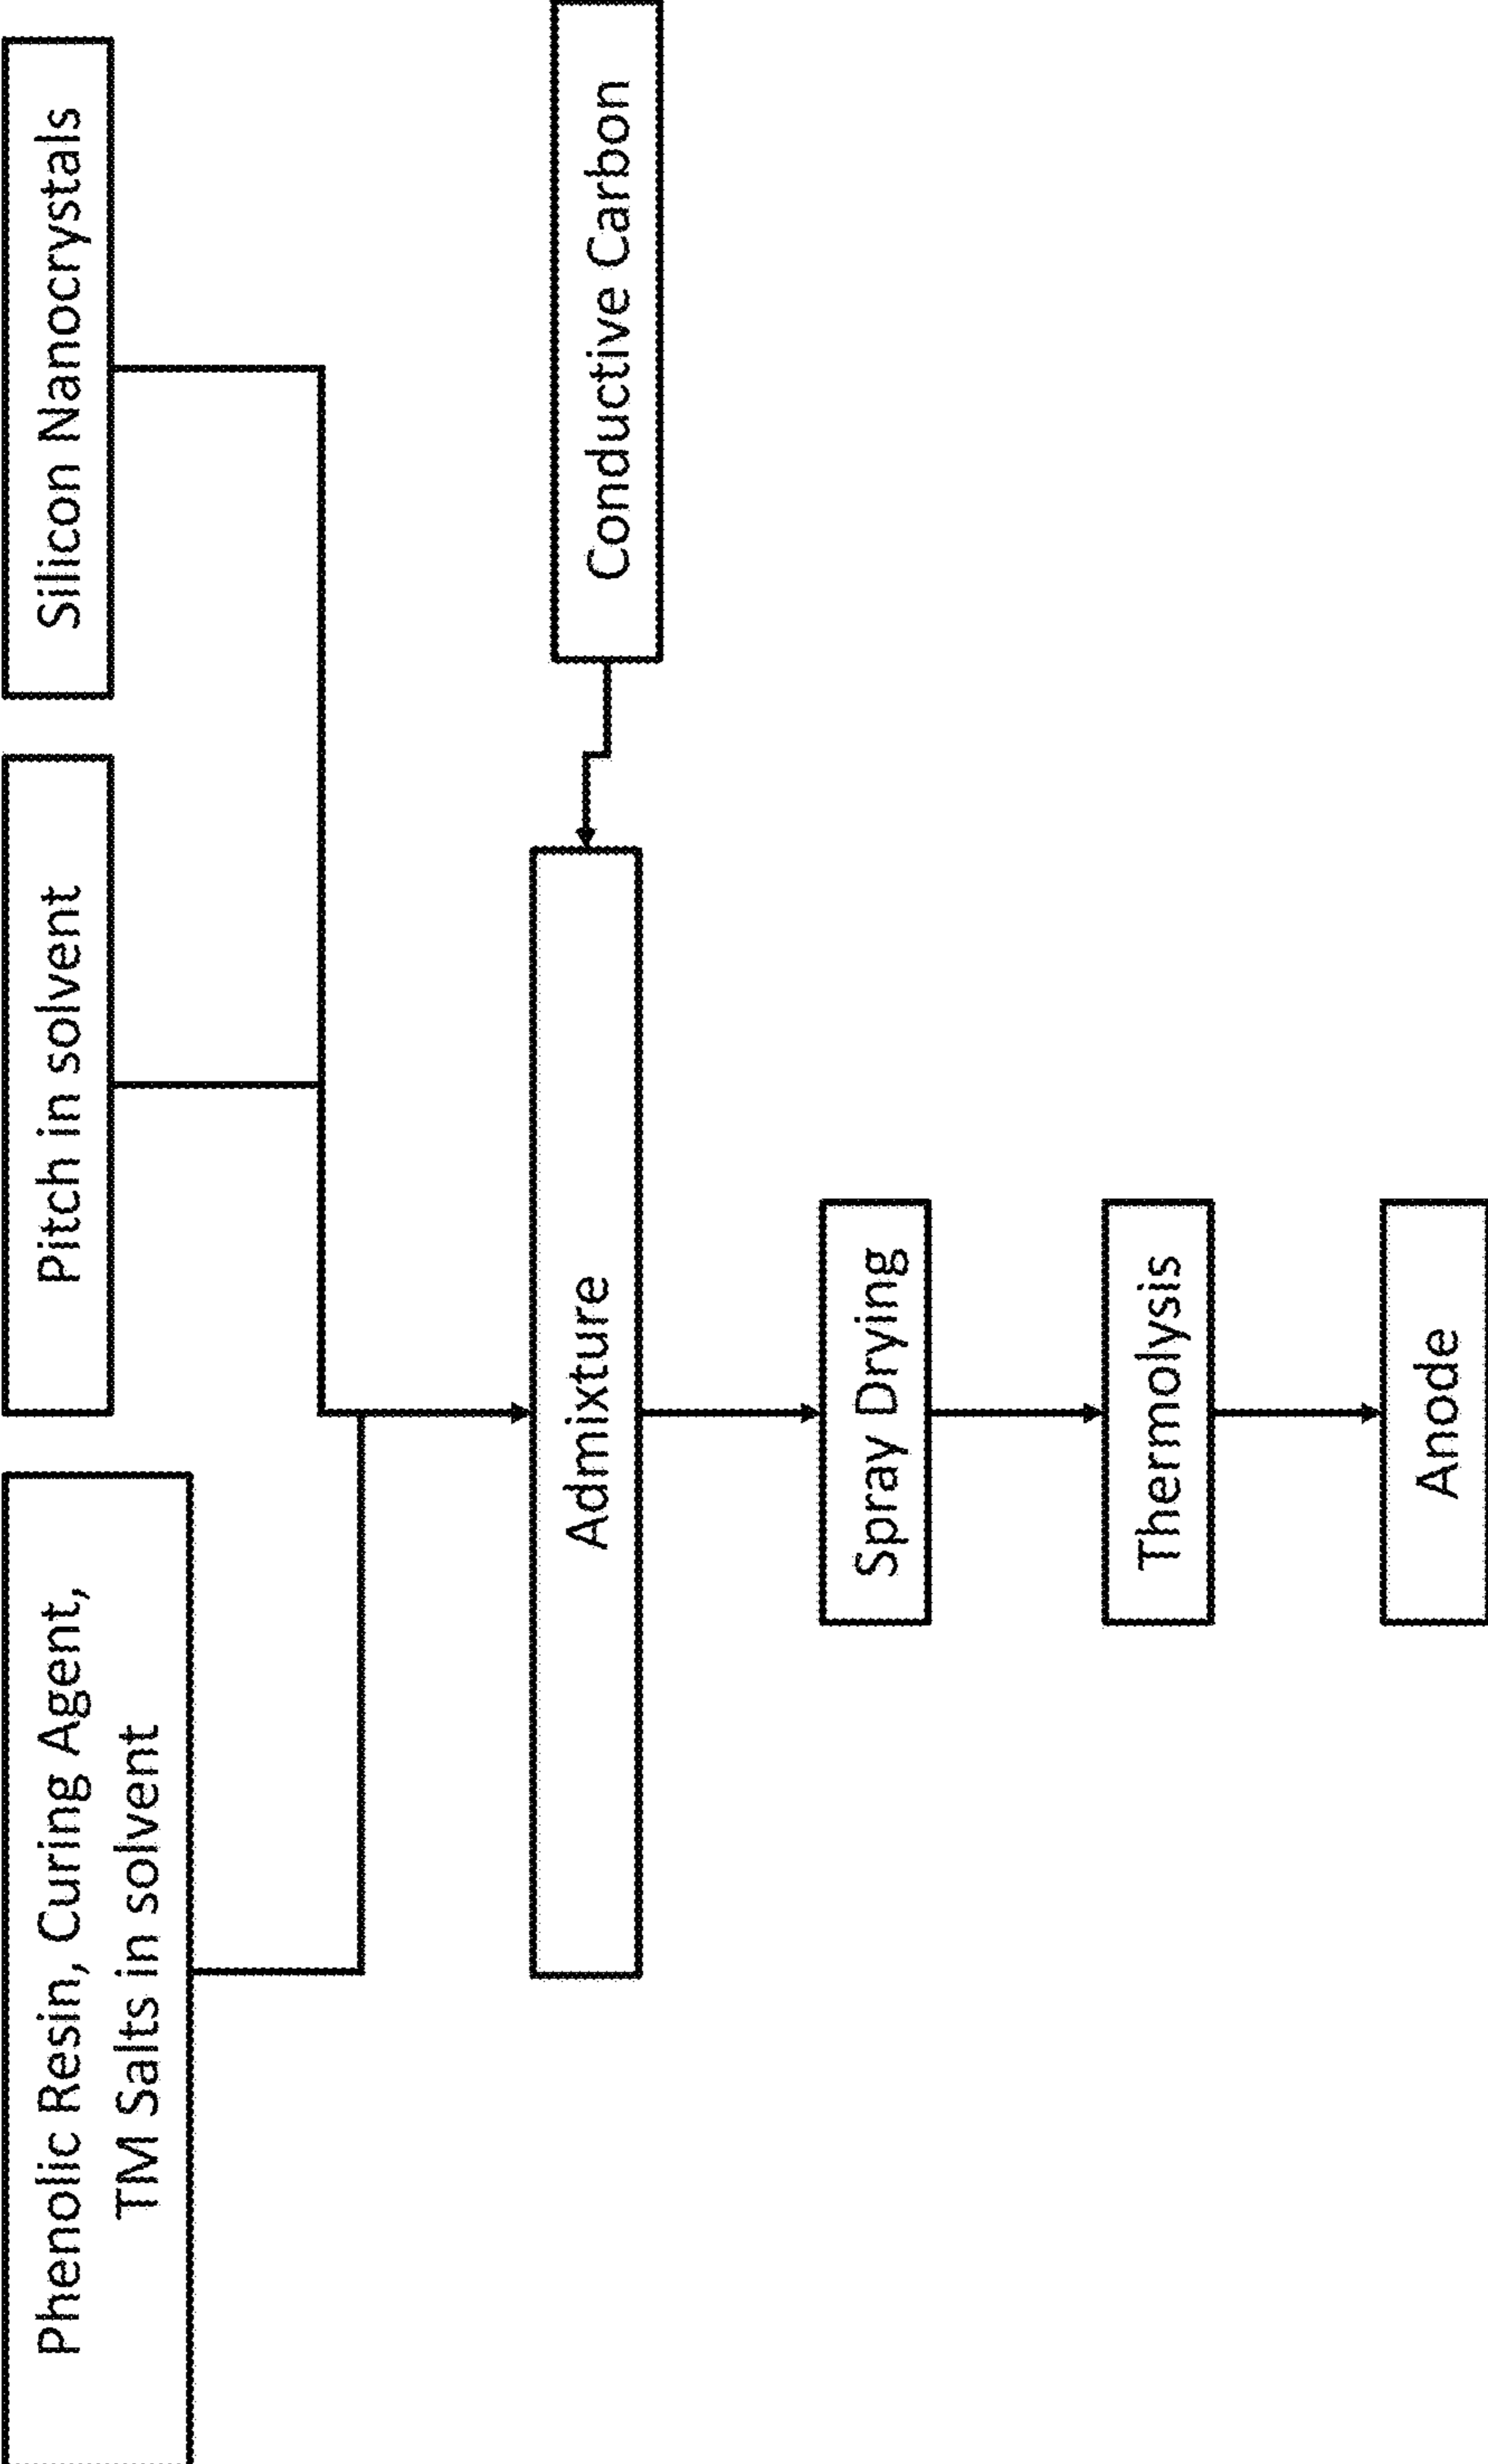 Phenolic Resin, Curing Agent,
TM Salts in solvent
Pitch in solvent
Silicon Nanocrystals
Admixture
Conductive Carbon
Spray Drying
Thermolysis
Anode